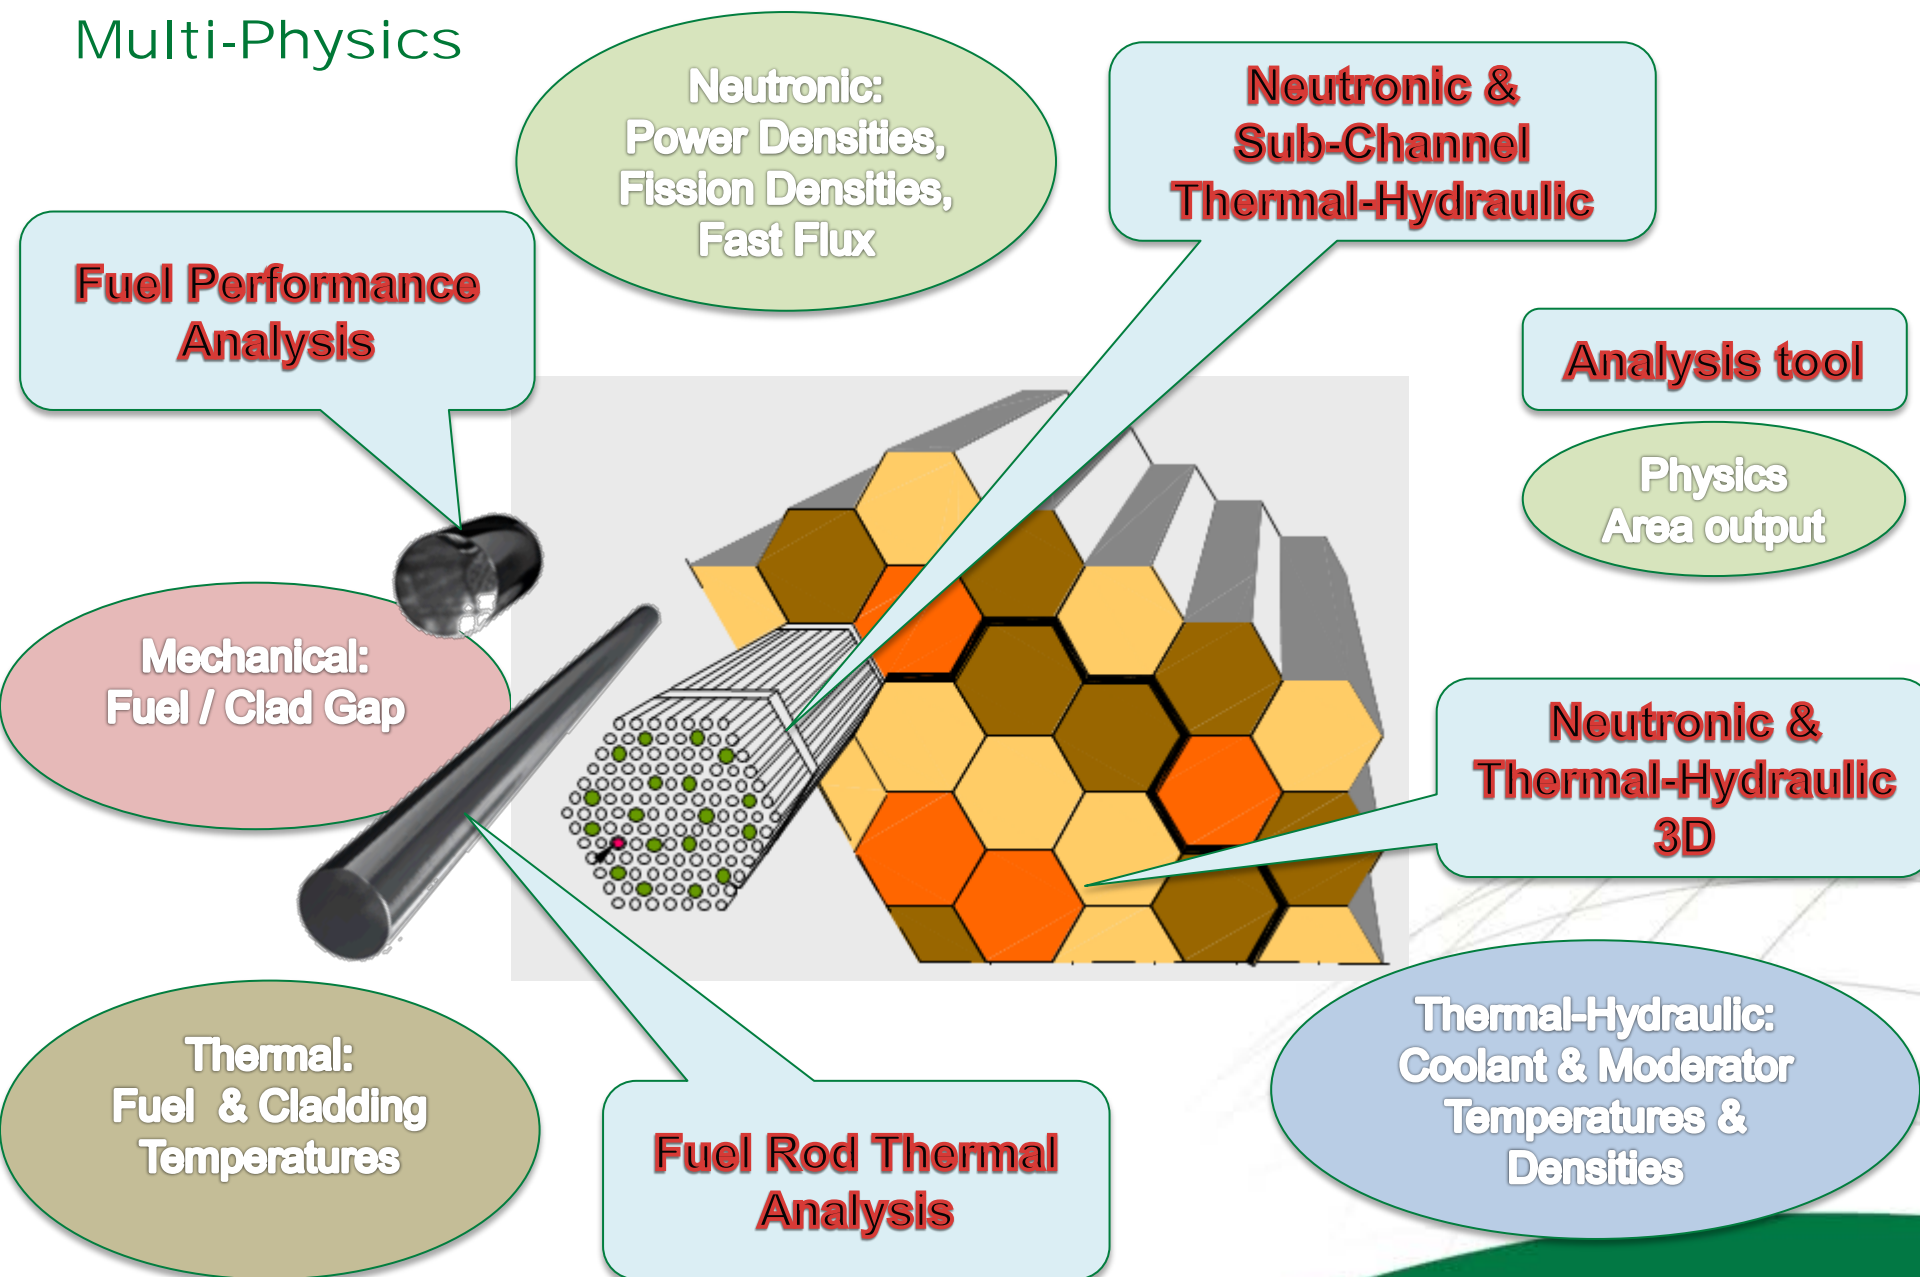 Multi-Physics
Neutronic:
Power Densities,
Fission Densities,
Fast Flux
Neutronic &
Sub-Channel
Thermal-Hydraulic
Fuel Performance
Analysis
Analysis tool
Physics
Area output
Mechanical:
Fuel / Clad Gap
Neutronic &
Thermal-Hydraulic
3D
Thermal:
Fuel & Cladding
Temperatures
Fuel Rod Thermal
Analysis
Thermal-Hydraulic:
Coolant & Moderator
Temperatures &
Densities